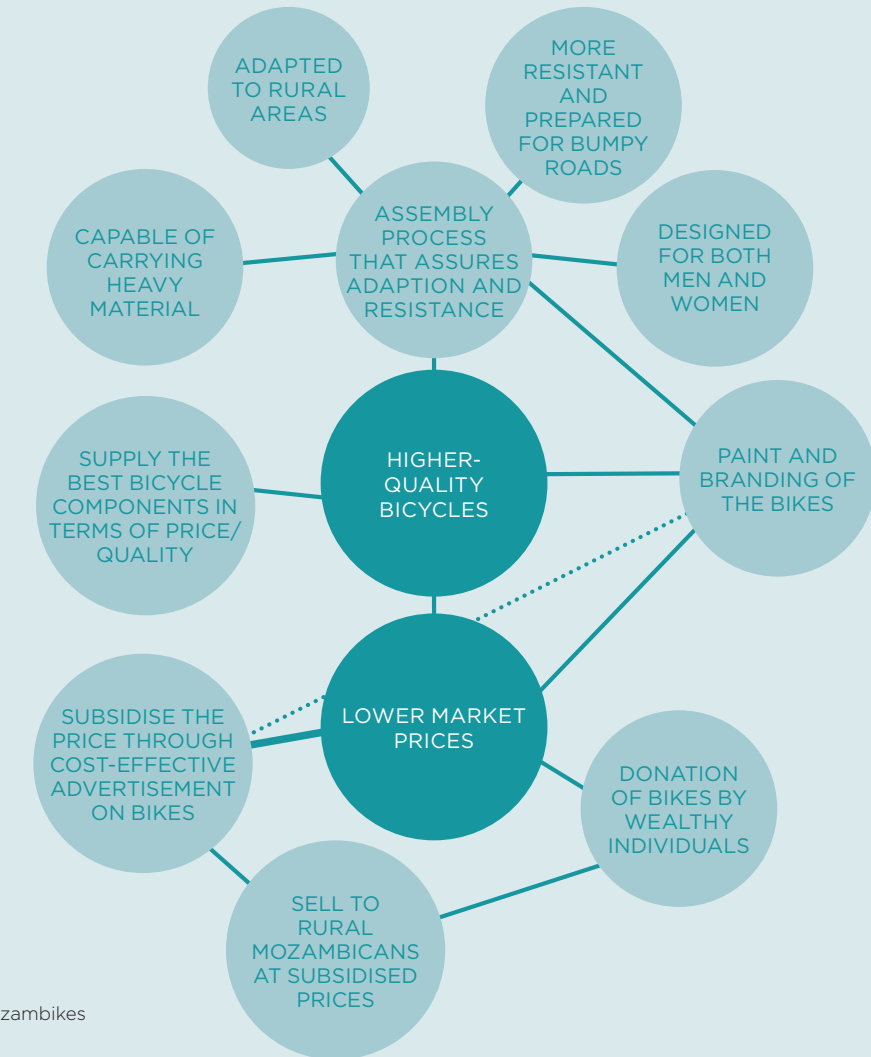 ADAPTED
TO RURAL
AREAS
MORE
RESISTANT
AND
PREPARED
FOR BUMPY
ROADS
CAPABLE OF
CARRYING
HEAVY
MATERIAL
ASSEMBLY
PROCESS
THAT ASSURES
ADAPTION AND
RESISTANCE
DESIGNED
FOR BOTH
MEN AND
WOMEN
SUPPLY THE
BEST BICYCLE
COMPONENTS IN
TERMS OF PRICE/
QUALITY
HIGHER-
QUALITY
BICYCLES
PAINT AND
BRANDING OF
THE BIKES
SUBSIDISE THE
PRICE THROUGH
COST-EFFECTIVE
ADVERTISEMENT
ON BIKES
LOWER MARKET
PRICES
DONATION
OF BIKES BY
WEALTHY
INDIVIDUALS
SELL TO
RURAL
MOZAMBICANS
AT SUBSIDISED
PRICES
zambikes